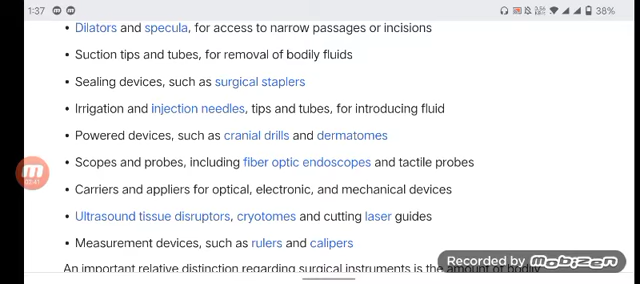 1:37
38%
Dilators and specula, for access to narrow passages or incisions
Suction tips and tubes, for removal of bodily fluids
Sealing devices, such as surgical staplers
Irrigation and injection needles, tips and tubes, for introducing fluid
Powered devices, such as cranial drills and dermatomes
Scopes and probes, including fiber optic endoscopes and tactile probes
Carriers and appliers for optical, electronic, and mechanical devices
Ultrasound tissue disruptors, cryotomes and cutting laser guides
Measurement devices, such as rulers and calipers
Recorded by mobizen
An important relative distinction regarding surgical instruments is the amount of bodily